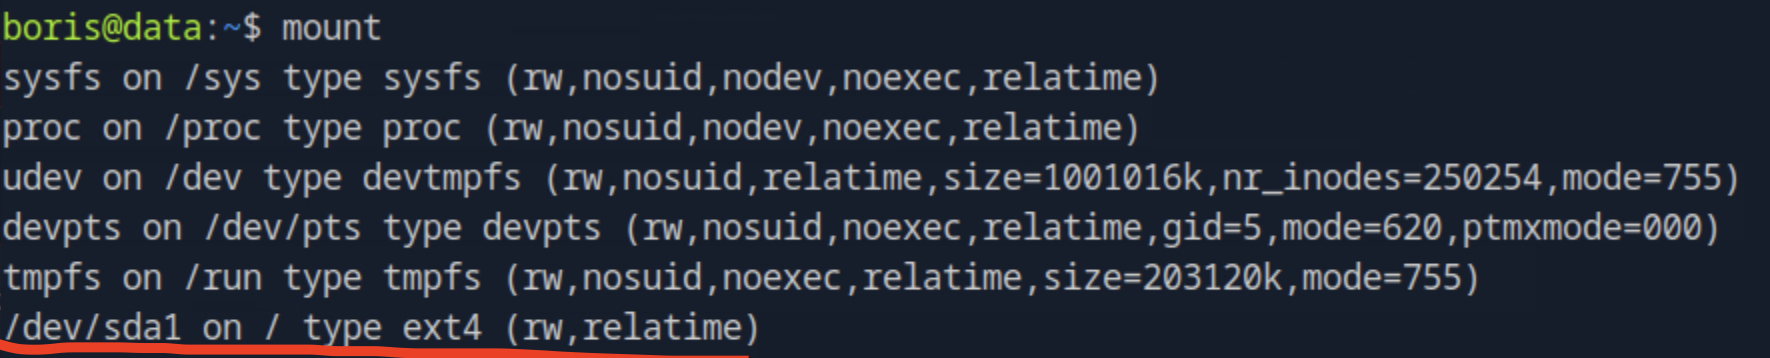 boris@data:~$ mount
sysfs on /sys type sysfs (rw,nosuid,nodev,noexec,relatime)
proc on /proc type proc (rw,nosuid,nodev,noexec,relatime)
udev on /dev type devtmpfs (rw,nosuid,relatime,size=1001016k,nr_inodes=250254,mode=755)
devpts on /dev/pts type devpts (rw,nosuid,noexec,relatime,gid=5,mode=620,ptmxmode=000)
tmpfs on /run type tmpfs (rw,nosuid,noexec,relatime,size=203120k,mode=755)
/dev/sda1 on / type ext4 (rw,relatime)